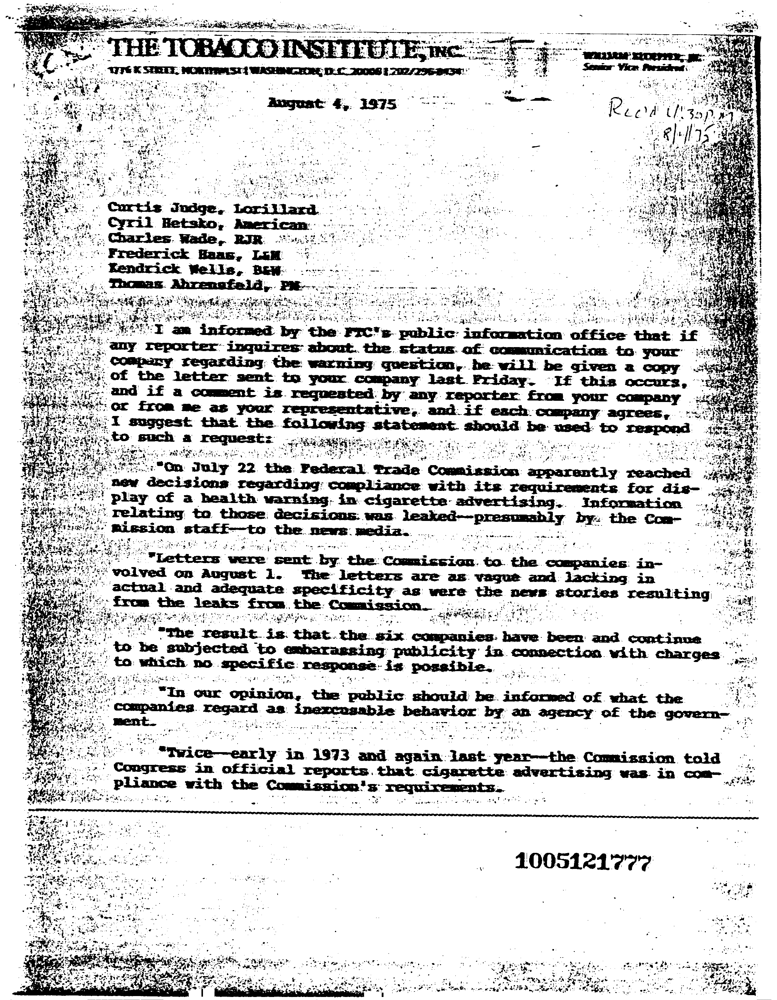 THE TOBACCO INSTITUTE, INC.
1776 K STREET, NORTHWEST | WASHINGTON, D.C. 20006 | 202/296-8434
WILLIAM KLOEPFER, JR.
Senior Vice President
August 4, 1975
Rec'd 4:30PM
8/4/75
Curtis Judge, Lorillard
Cyril Hetsko, American
Charles Wade, RJR
Frederick Haas, L&M
Kendrick Wells, B&W
Thomas Ahrensfeld, PM
I am informed by the FTC's public information office that if
any reporter inquires about the status of communication to your
company regarding the warning question, he will be given a copy
of the letter sent to your company last Friday. If this occurs,
and if a comment is requested by any reporter from your company
or from me as your representative, and if each company agrees,
I suggest that the following statement should be used to respond
to such a request:
"On July 22 the Federal Trade Commission apparently reached
new decisions regarding compliance with its requirements for dis-
play of a health warning in cigarette advertising. Information
relating to those decisions was leaked--presumably by the Com-
mission staff--to the news media.
"Letters were sent by the Commission to the companies in-
volved on August 1. The letters are as vague and lacking in
actual and adequate specificity as were the news stories resulting
from the leaks from the Commission.
"The result is that the six companies have been and continue
to be subjected to embarassing publicity in connection with charges
to which no specific response is possible.
"In our opinion, the public should be informed of what the
companies regard as inexcusable behavior by an agency of the govern-
ment.
"Twice--early in 1973 and again last year--the Commission told
Congress in official reports that cigarette advertising was in com-
pliance with the Commission's requirements.
1005121777